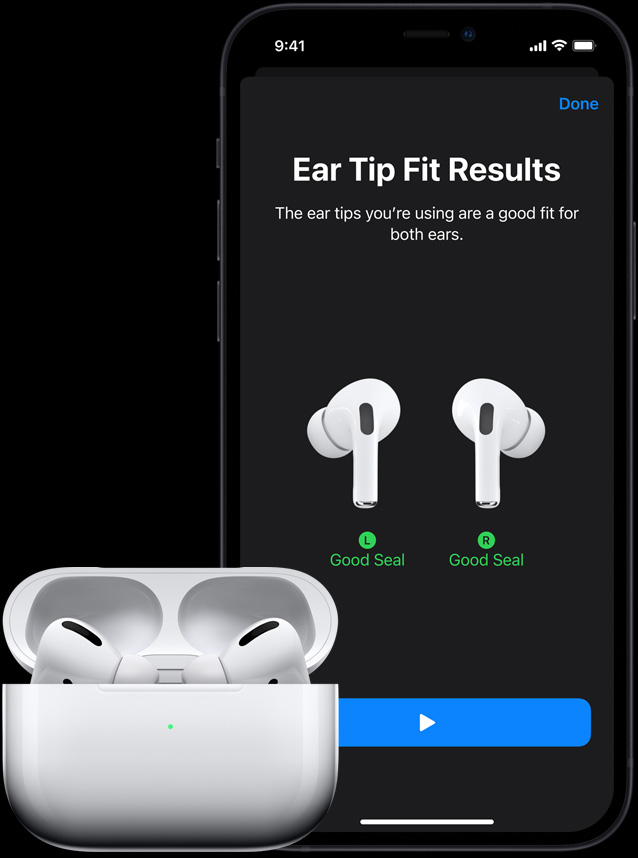 9:41
Done
Ear Tip Fit Results
The ear tips you’re using are a good fit for
both ears.
L R
Good Seal Good Seal